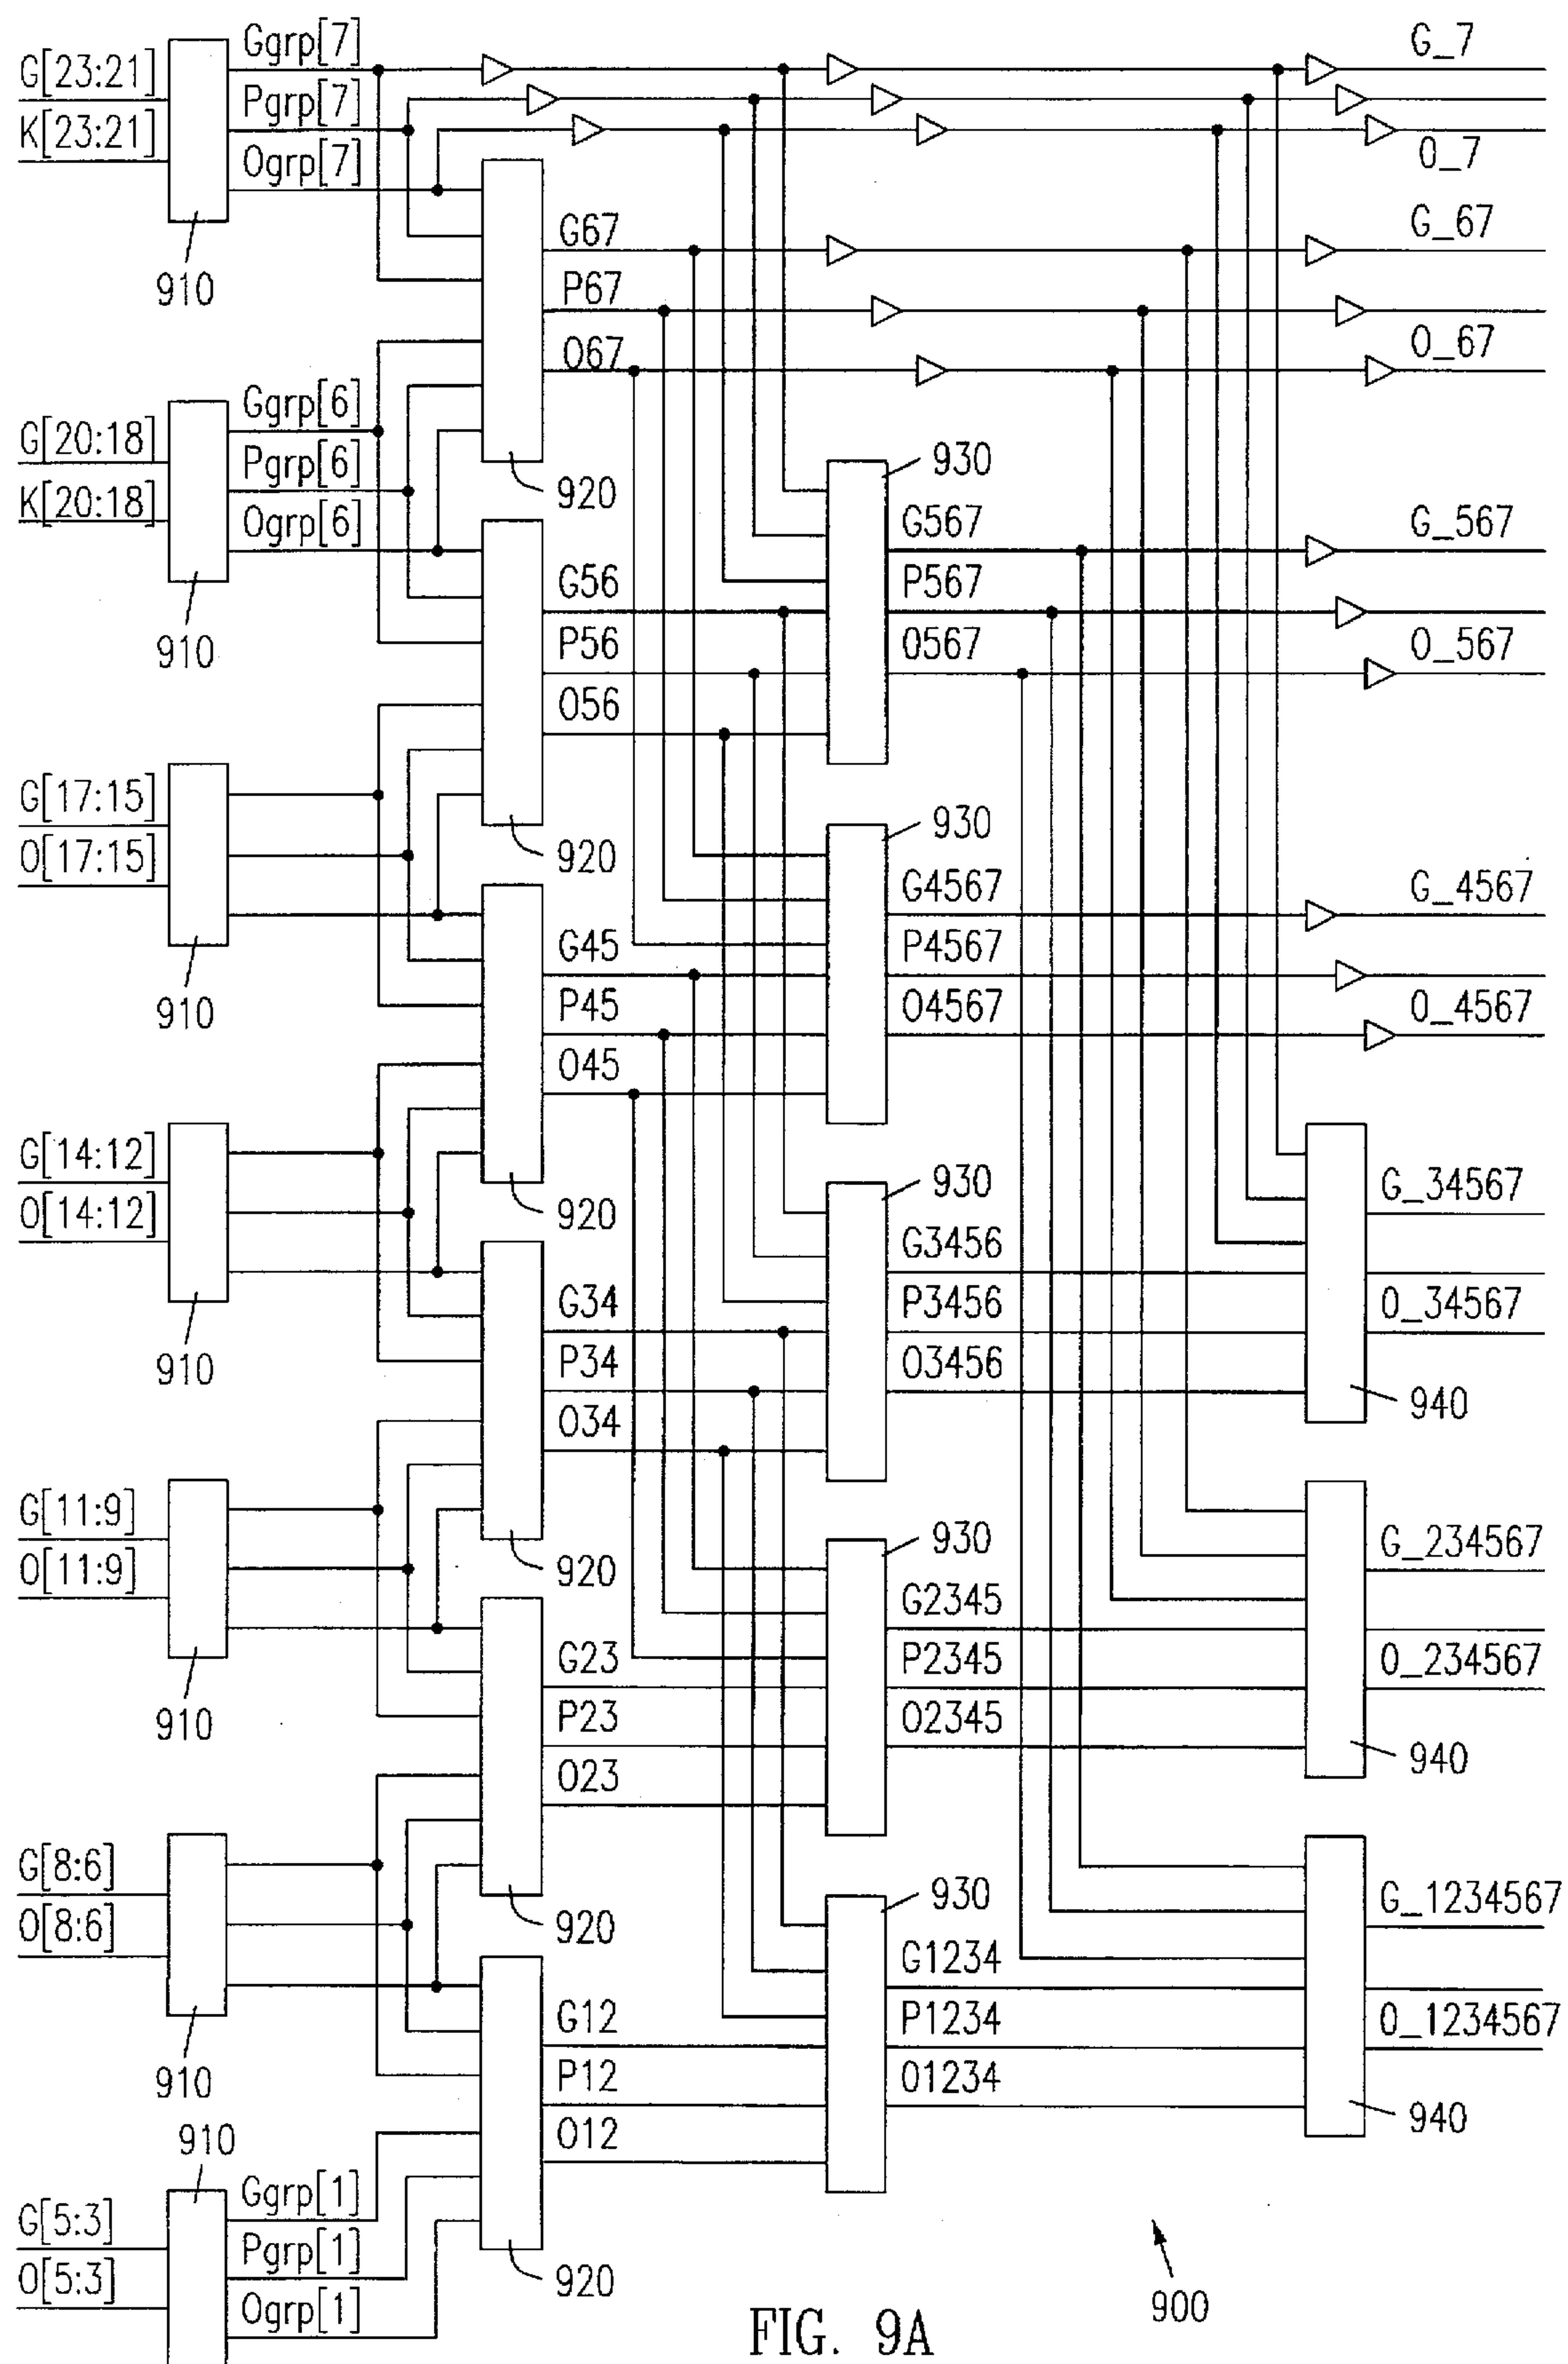 Ggrp[7]
G_7
G[23:21]
Pgrp[7]
K[23:21]
Ogrp[7]
O_7
G67
G_67
910
P67
O67
O_67
Ggrp[6]
G[20:18]
Pgrp[6]
930
K[20:18]
920
Ogrp[6]
G567
G_567
G56
P567
910
P56
O567
O_567
O56
G[17:15]
930
O[17:15]
920
G4567
G_4567
G45
P4567
910
P45
O4567
O_4567
O45
G[14:12]
930
G_34567
O[14:12]
920
G3456
G34
P3456
O_34567
910
P34
O3456
940
O34
G[11:9]
930
G_234567
O[11:9]
920
G2345
G23
P2345
O_234567
910
P23
O2345
940
O23
G[8:6]
930
G_1234567
O[8:6]
920
G1234
G12
P1234
O_1234567
910
P12
O1234
940
910
O12
Ggrp[1]
G[5:3]
Pgrp[1]
O[5:3]
920
Ogrp[1]
900
FIG. 9A